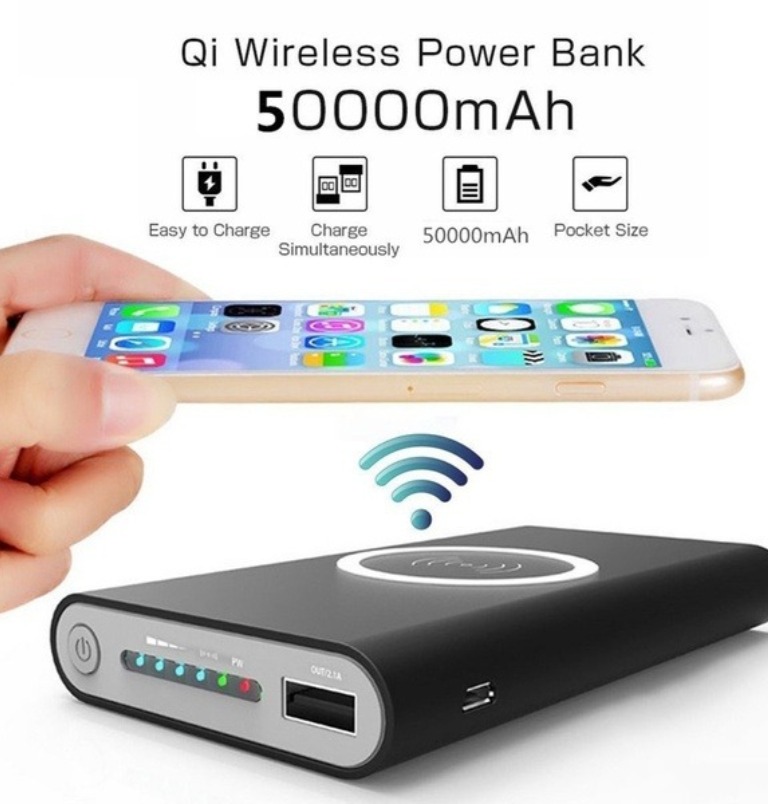 Qi Wireless Power Bank
50000mAh
Easy to Charge
Charge
Simultaneously
50000mAh
Pocket Size
PW
OUT/2.1A